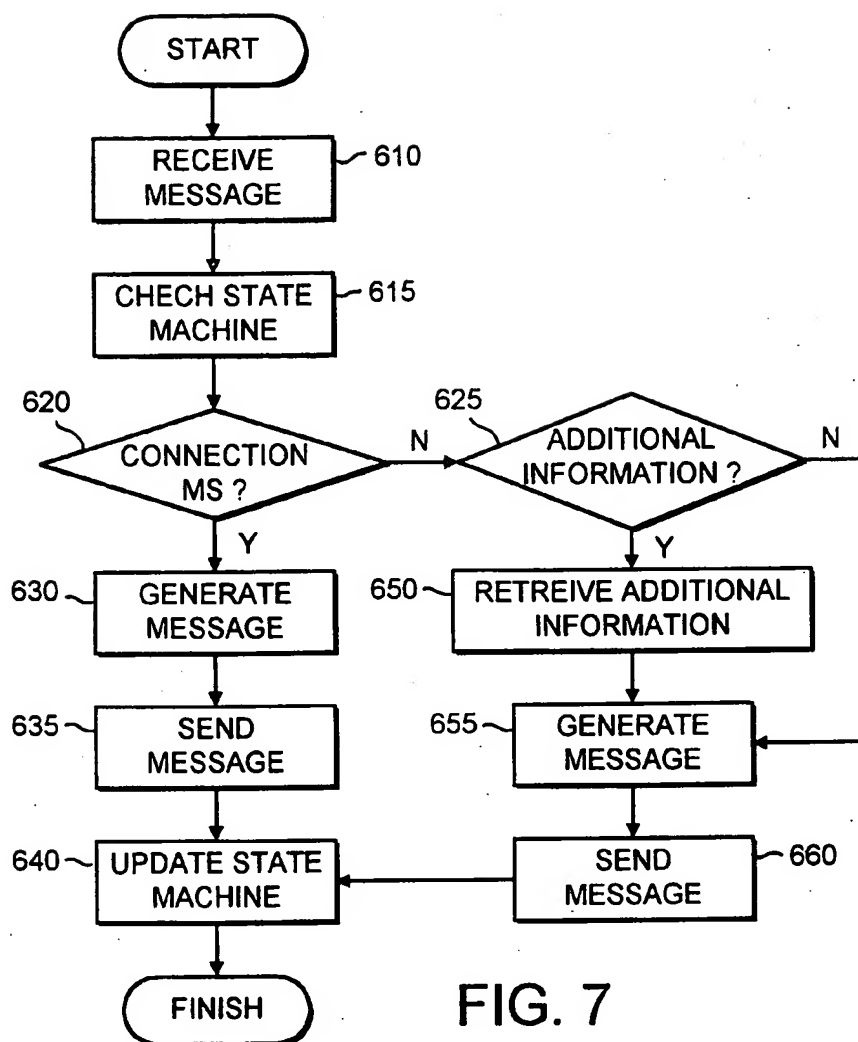 START
RECEIVE
MESSAGE
610
CHECH STATE
MACHINE
615
620
CONNECTION
MS ?
N
625
ADDITIONAL
INFORMATION ?
N
Y
Y
630
GENERATE
MESSAGE
650
RETREIVE ADDITIONAL
INFORMATION
635
SEND
MESSAGE
655
GENERATE
MESSAGE
640
UPDATE STATE
MACHINE
SEND
MESSAGE
660
FINISH
FIG. 7